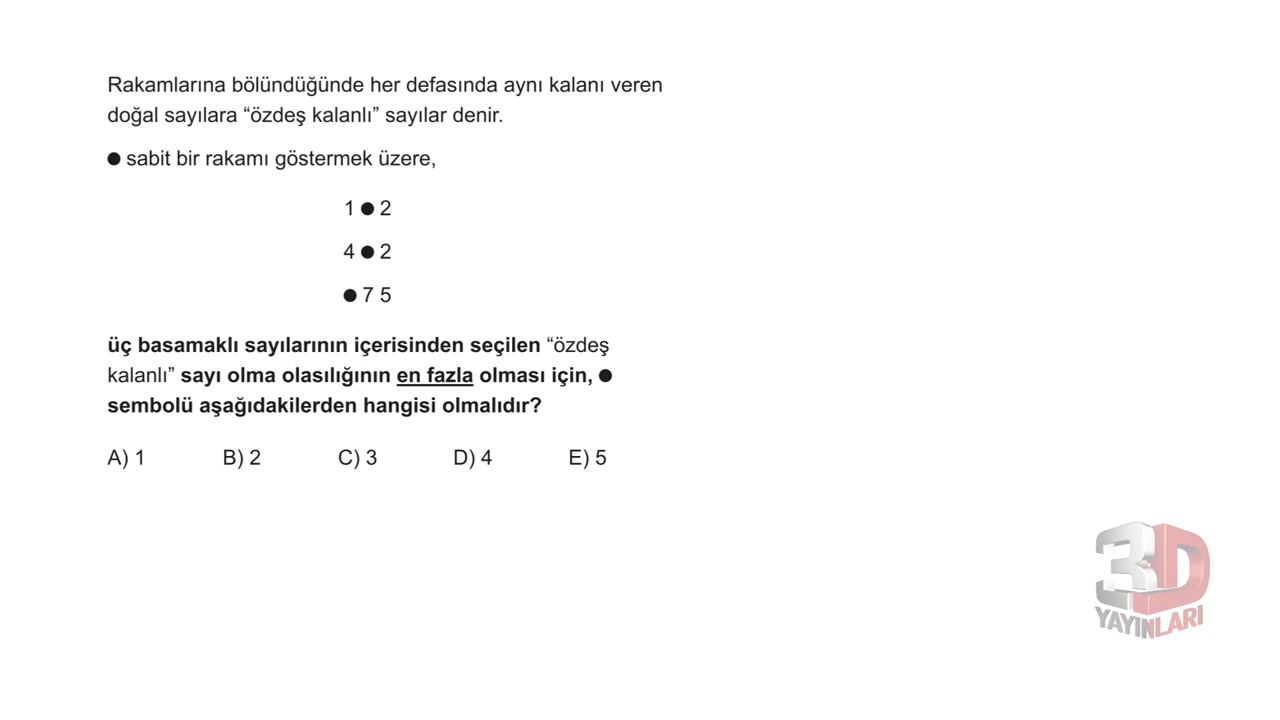 Rakamlarına bölündüğünde her defasında aynı kalanı veren
doğal sayılara “özdeş kalanlı” sayılar denir.
● sabit bir rakamı göstermek üzere,
1 ● 2
4 ● 2
● 7 5
üç basamaklı sayılarının içerisinden seçilen “özdeş
kalanlı” sayı olma olasılığının en fazla olması için, ●
sembolü aşağıdakilerden hangisi olmalıdır?
A) 1 B) 2 C) 3 D) 4 E) 5
3D
YAYINLARI